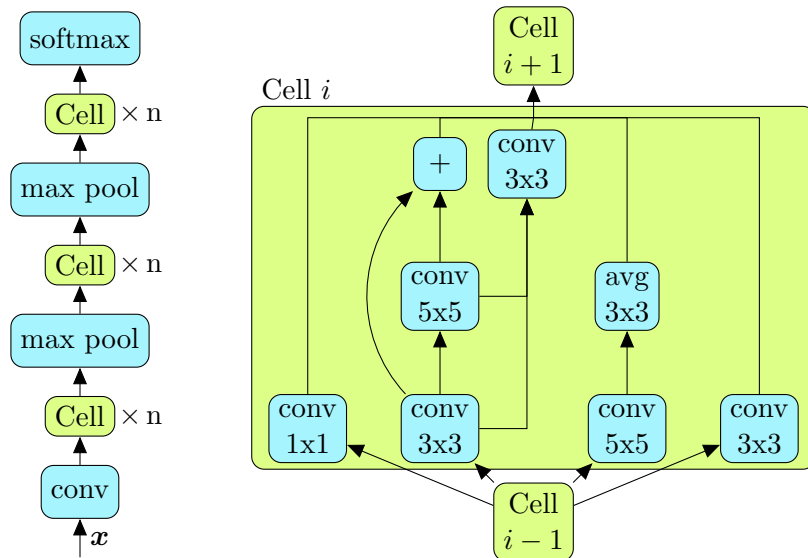 softmax
Cell × n
max pool
Cell × n
max pool
Cell × n
conv
x
Cell
i + 1
Cell i
+
conv
3x3
conv
5x5
avg
3x3
conv
1x1
conv
3x3
conv
5x5
conv
3x3
Cell
i − 1